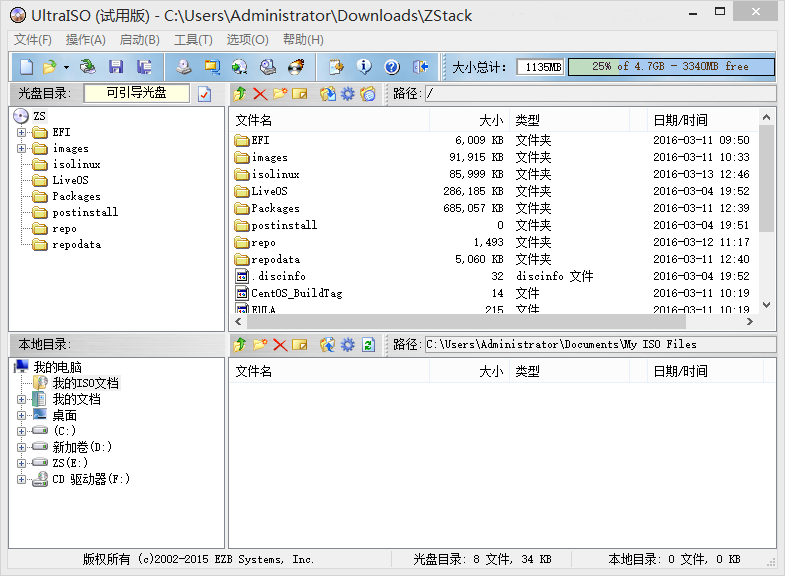 UltraISO (试用版) - C:\Users\Administrator\Downloads\ZStack
文件(F) 操作(A) 启动(B) 工具(T) 选项(O) 帮助(H)
大小总计: 1135MB 25% of 4.7GB - 3340MB free
光盘目录: 可引导光盘 路径: /
ZS
EFI
images
isolinux
LiveOS
Packages
postinstall
repo
repodata
文件名 大小 类型 日期/时间
EFI 6,009 KB 文件夹 2016-03-11 09:50
images 91,915 KB 文件夹 2016-03-11 10:33
isolinux 85,999 KB 文件夹 2016-03-13 12:46
LiveOS 286,185 KB 文件夹 2016-03-04 19:52
Packages 685,057 KB 文件夹 2016-03-11 12:39
postinstall 0 文件夹 2016-03-04 19:51
repo 1,493 文件夹 2016-03-12 11:17
repodata 5,060 KB 文件夹 2016-03-11 12:40
.discinfo 32 discinfo 文件 2016-03-04 19:52
CentOS_BuildTag 14 文件 2016-03-11 10:19
EULA 215 文件 2016-03-11 10:19
本地目录: 路径: C:\Users\Administrator\Documents\My ISO Files
我的电脑
我的ISO文档
我的文档
桌面
(C:)
新加卷(D:)
ZS(E:)
CD 驱动器(F:)
文件名 大小 类型 日期/时间
版权所有 (c)2002-2015 EZB Systems, Inc. 光盘目录: 8 文件, 34 KB 本地目录: 0 文件, 0 KB